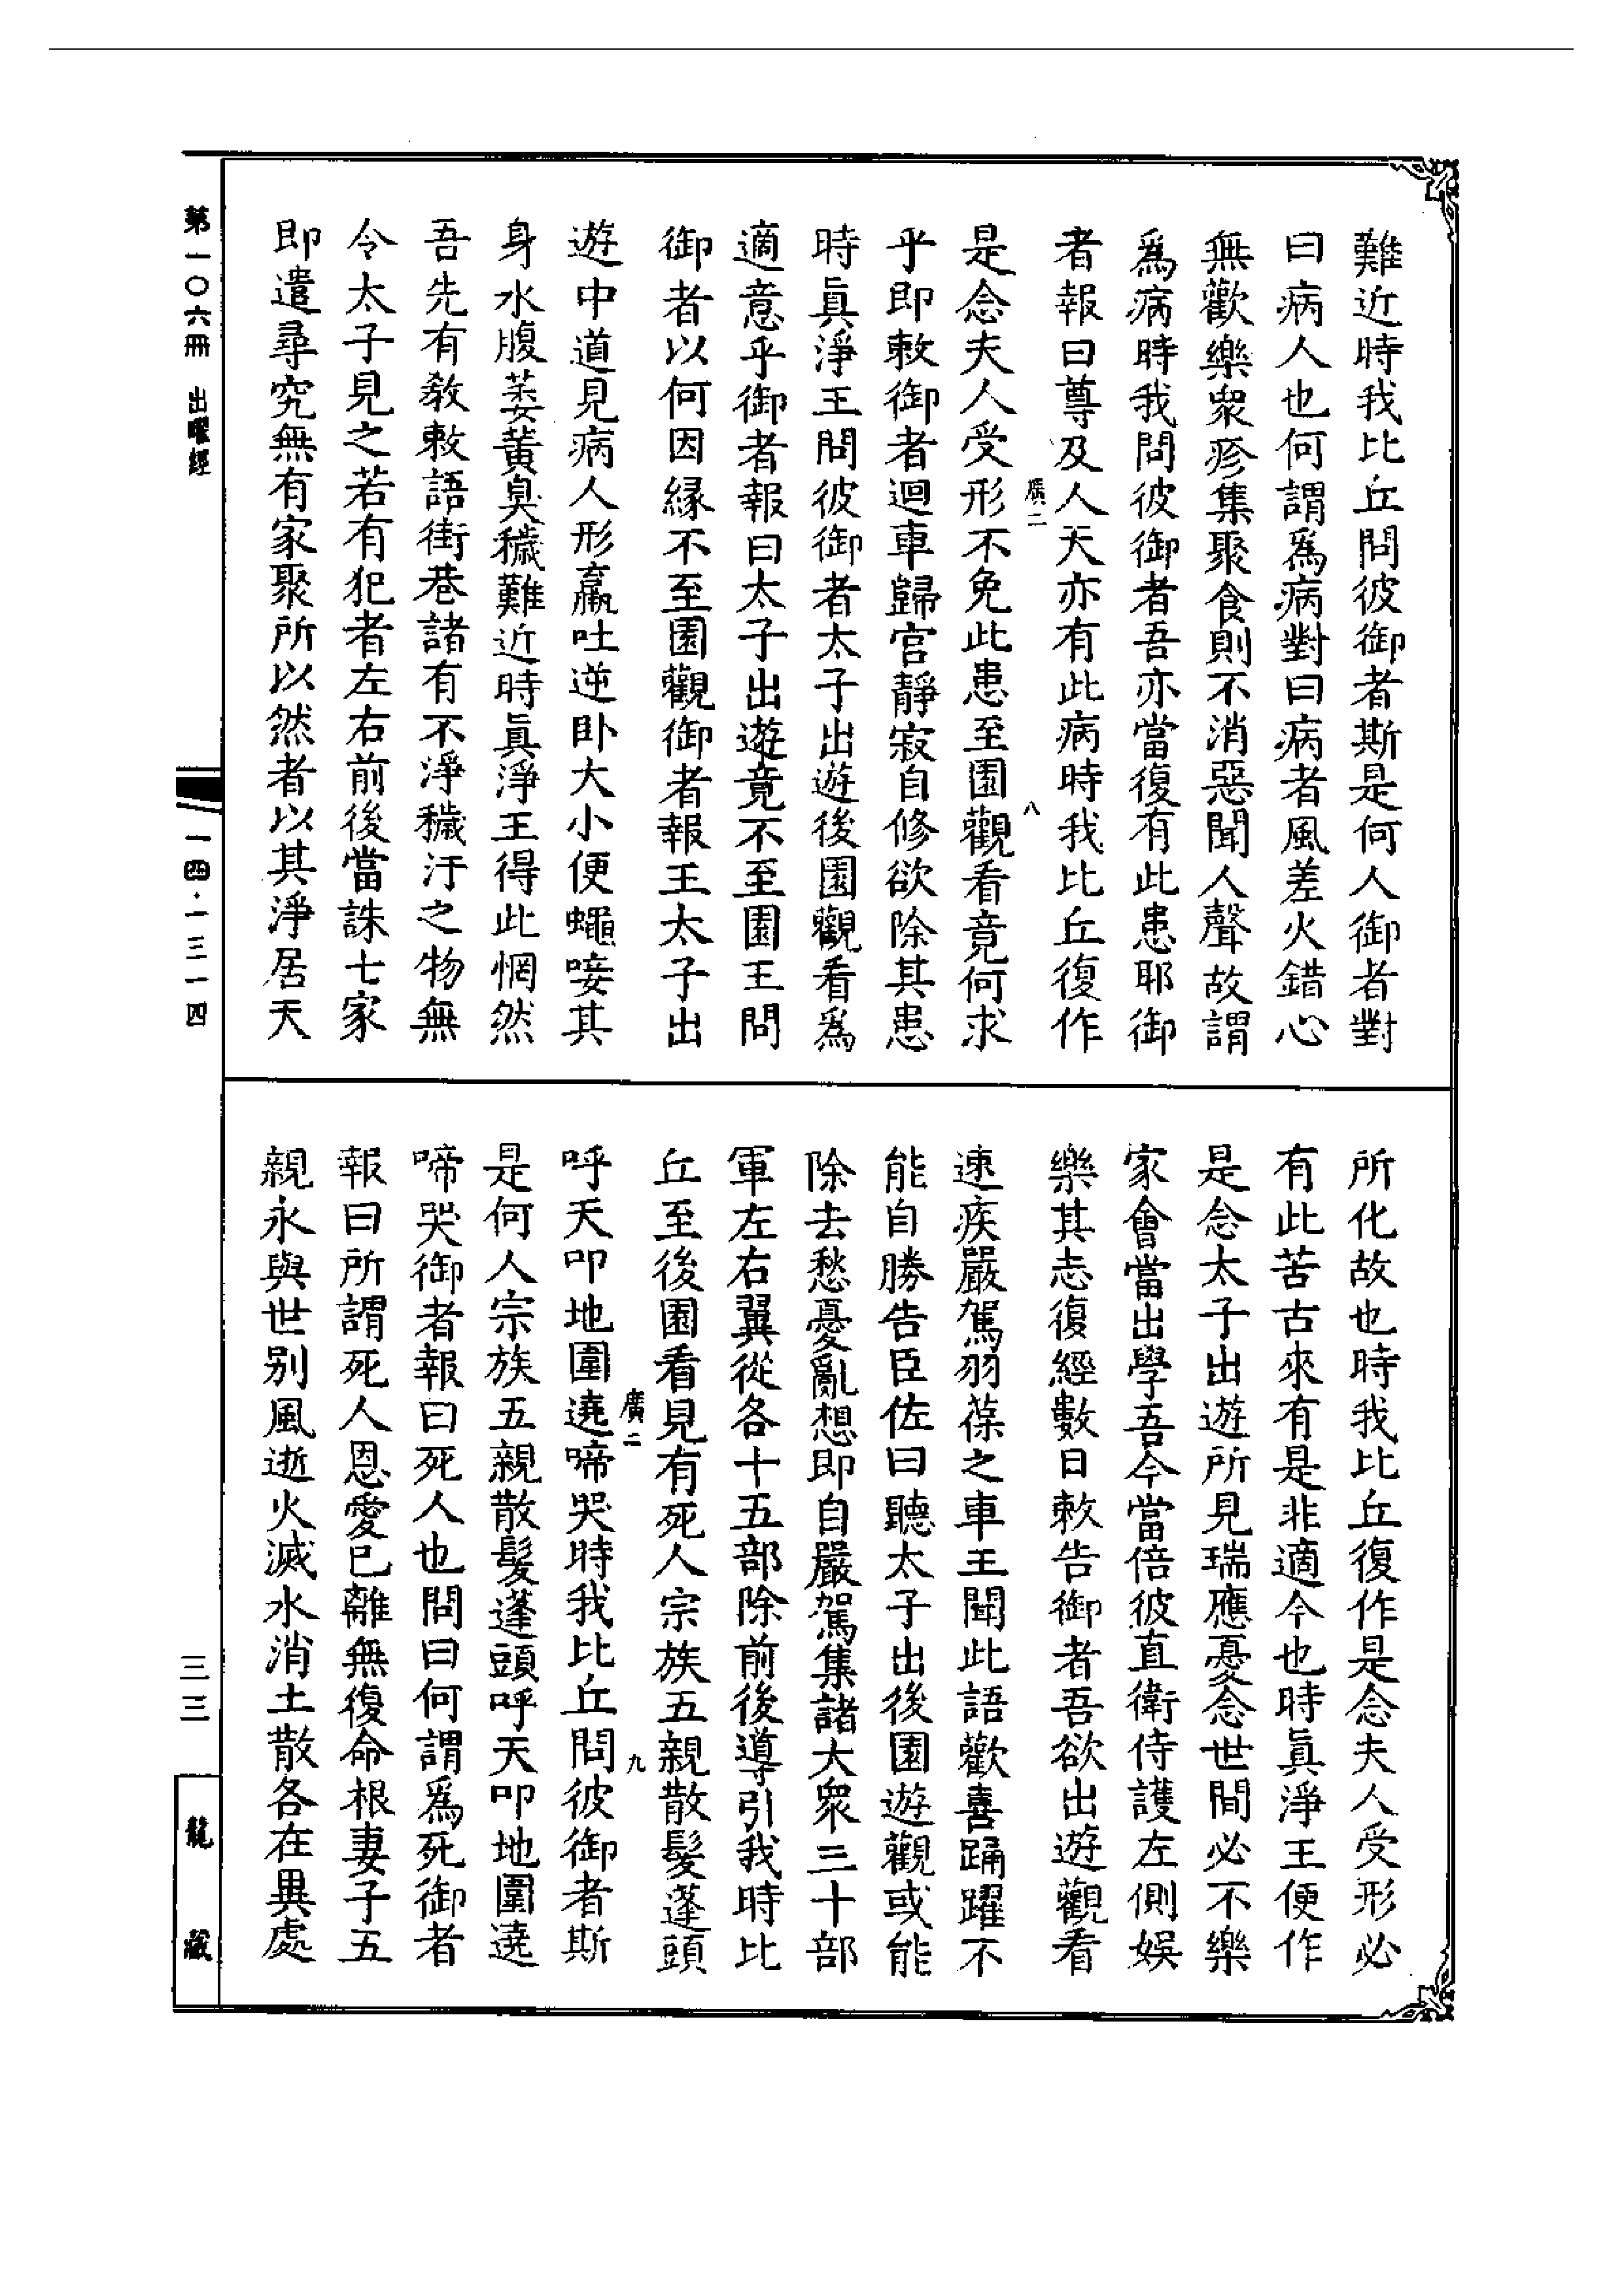 難近時我比丘問彼御者斯是何人御者對
曰病人也何謂爲病對曰病者風差火錯心
無歡樂衆疹集聚食則不消惡聞人聲故謂
爲病時我問彼御者吾亦當復有此患耶御
者報曰尊及人天亦有此病時我比丘復作
廣二
八
是念夫人受形不免此患至園觀看竟何求
乎即敕御者迴車歸宮靜寂自修欲除其患
時眞淨王問彼御者太子出遊後園觀看爲
適意乎御者報曰太子出遊竟不至園王問
御者以何因緣不至園觀御者報王太子出
遊中道見病人形羸吐逆卧大小便蠅唼其
身水腹萎黃臭穢難近時眞淨王得此惘然
吾先有敎敕語街巷諸有不淨穢汙之物無
令太子見之若有犯者左右前後當誅七家
即遣尋究無有家聚所以然者以其淨居天
所化故也時我比丘復作是念夫人受形必
有此苦古來有是非適今也時眞淨王便作
是念太子出遊所見瑞應憂念世間必不樂
家會當出學吾今當倍彼直衛侍護左側娛
樂其志復經數日敕告御者吾欲出遊觀看
速疾嚴駕羽葆之車王聞此語歡喜踊躍不
能自勝告臣佐曰聽太子出後園遊觀或能
除去愁憂亂想即自嚴駕集諸大衆三十部
軍左右翼從各十五部除前後導引我時比
丘至後園看見有死人宗族五親散髮蓬頭
廣二
九
呼天叩地圍遶啼哭時我比丘問彼御者斯
是何人宗族五親散髮蓬頭呼天叩地圍遶
啼哭御者報曰死人也問曰何謂爲死御者
報曰所謂死人恩愛已離無復命根妻子五
親永與世別風逝火滅水消土散各在異處
第一〇六冊 出曜經
一四·一三一四
三三
龍藏